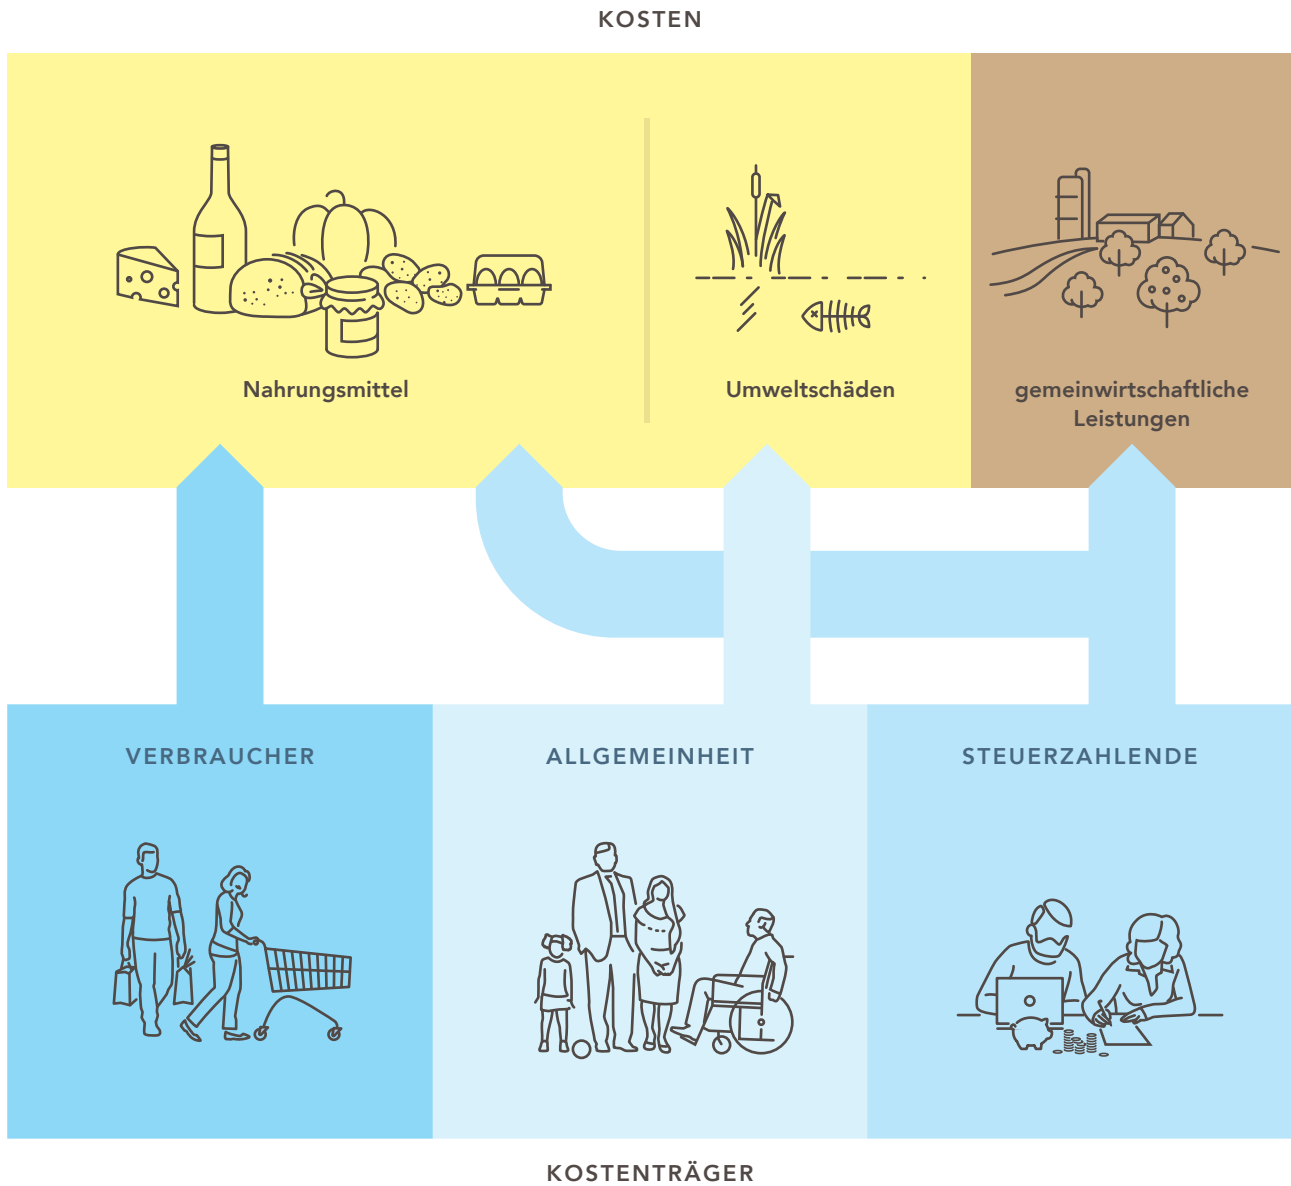 KOSTEN
Nahrungsmittel
Umweltschäden
gemeinwirtschaftliche
Leistungen
VERBRAUCHER
ALLGEMEINHEIT
STEUERZAHLENDE
KOSTENTRÄGER